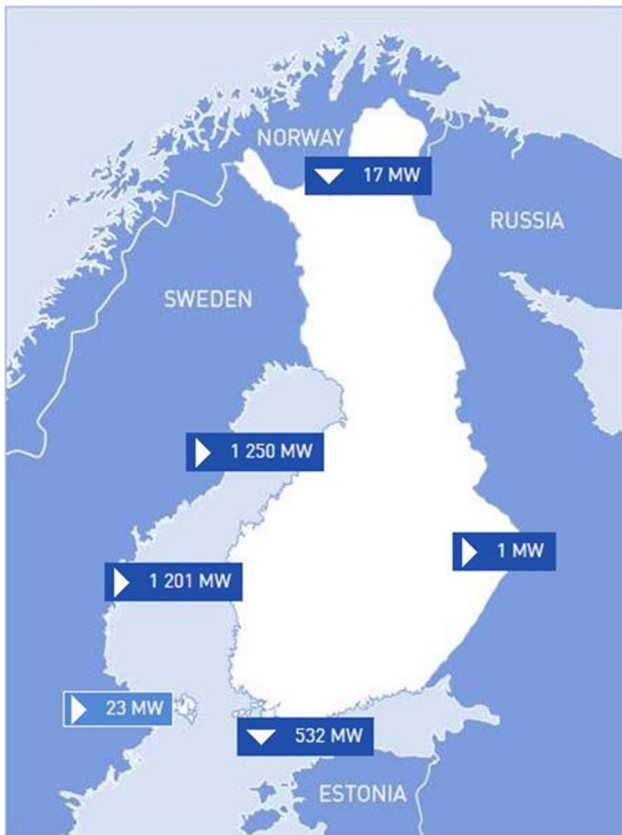 NORWAY
17 MW
RUSSIA
SWEDEN
1 250 MW
1 MW
1 201 MW
23 MW
532 MW
ESTONIA